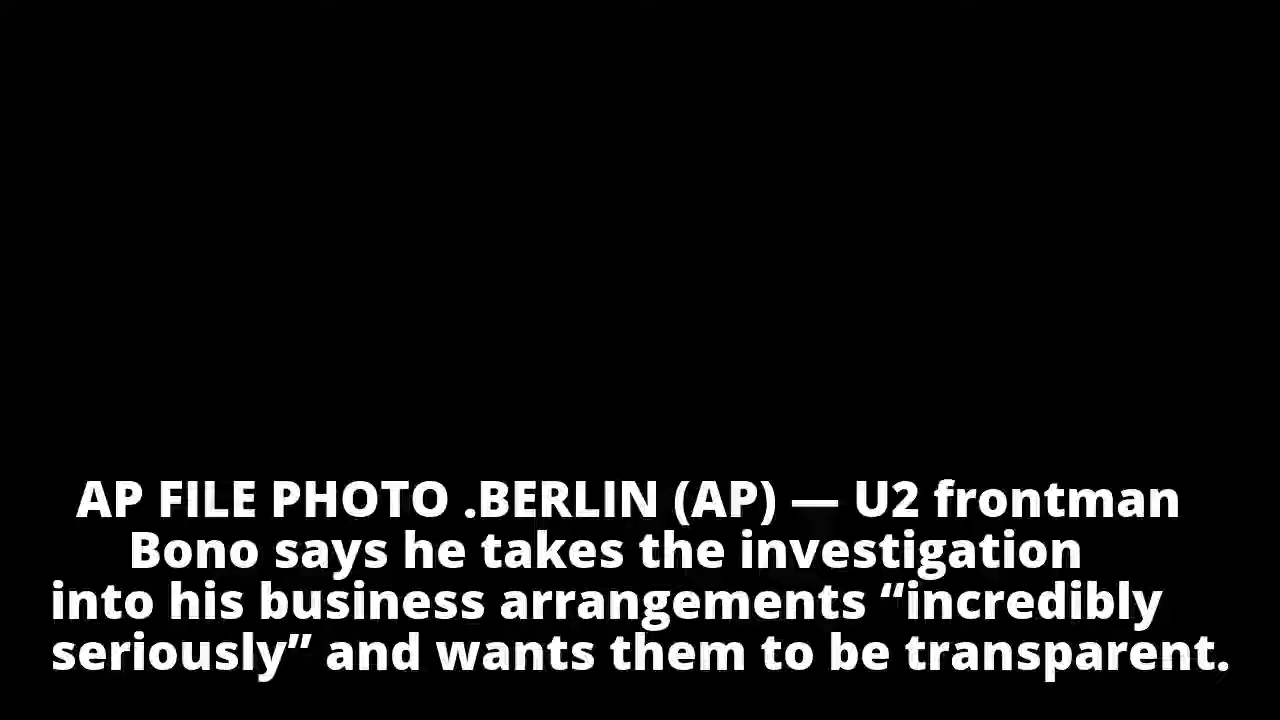 AP FILE PHOTO .BERLIN (AP) — U2 frontman
Bono says he takes the investigation
into his business arrangements “incredibly
seriously” and wants them to be transparent.